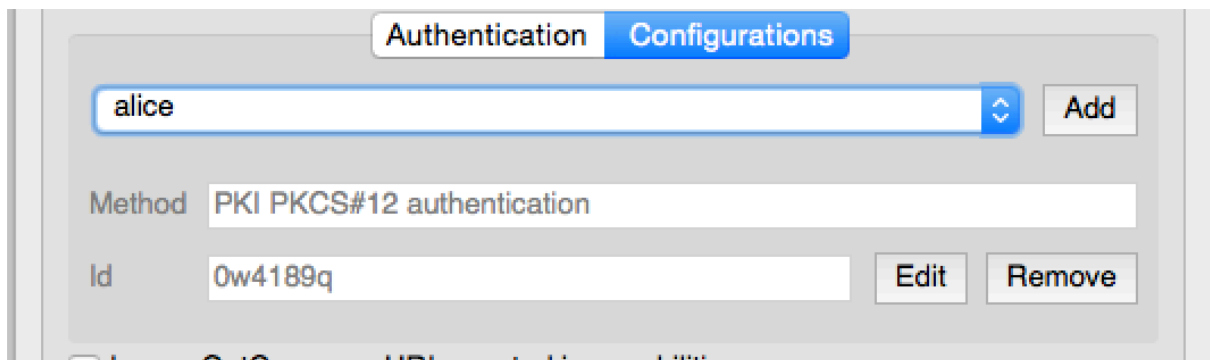 Authentication Configurations
alice Add
Method PKI PKCS#12 authentication
Id 0w4189q Edit Remove